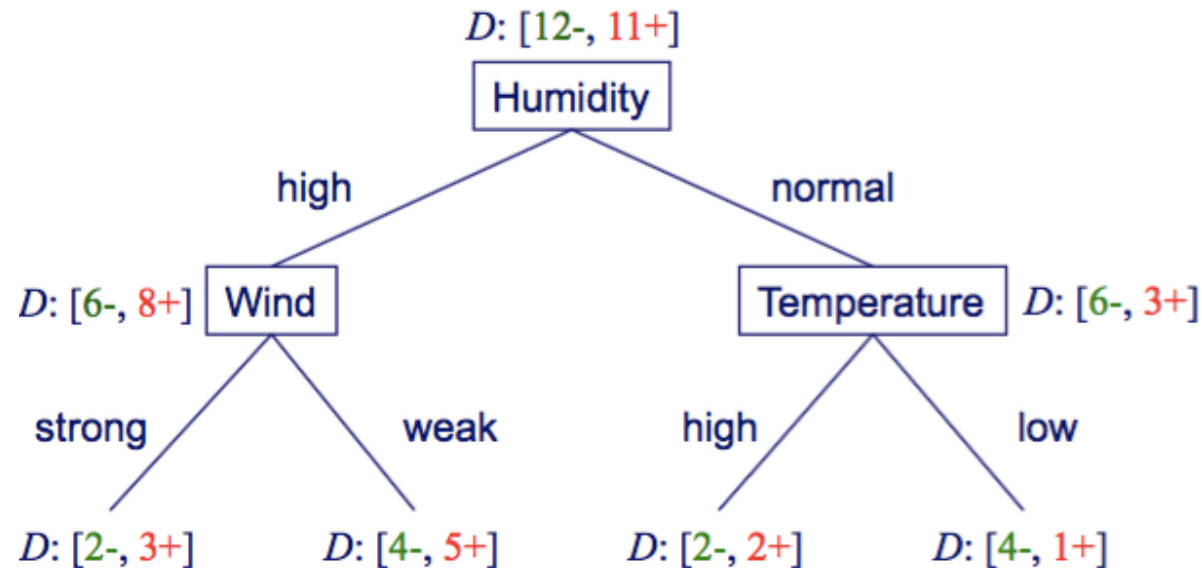 D: [12-, 11+]
Humidity
high
normal
D: [6-, 8+]
Wind
Temperature
D: [6-, 3+]
strong
weak
high
low
D: [2-, 3+]
D: [4-, 5+]
D: [2-, 2+]
D: [4-, 1+]